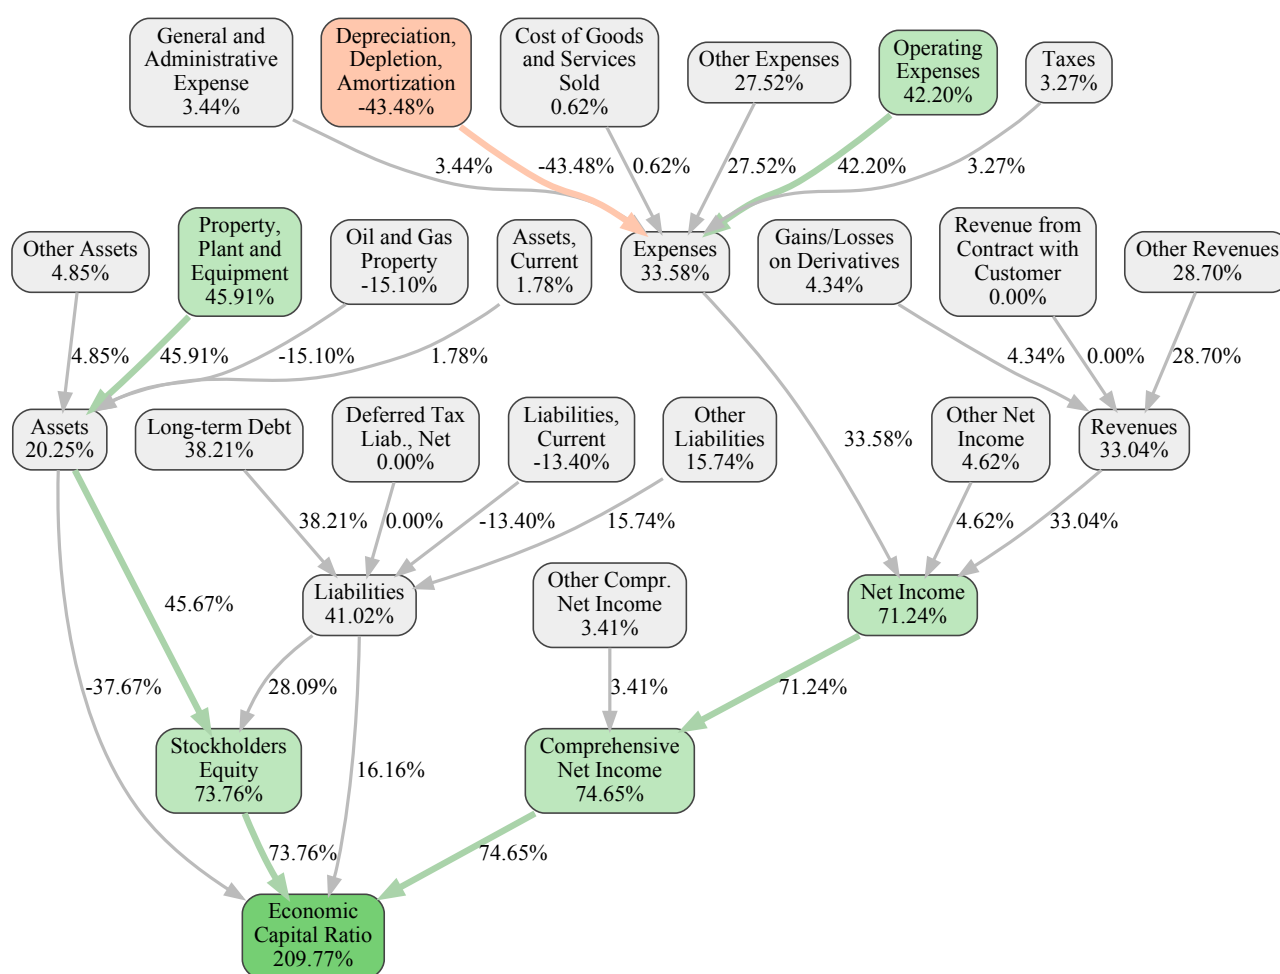 General and
Administrative
Expense
3.44%
Depreciation,
Depletion,
Amortization
-43.48%
Cost of Goods
and Services
Sold
0.62%
Other Expenses
27.52%
Operating
Expenses
42.20%
Taxes
3.27%
3.44%
-43.48%
0.62%
27.52%
42.20%
3.27%
Other Assets
4.85%
Property,
Plant and
Equipment
45.91%
Oil and Gas
Property
-15.10%
Assets,
Current
1.78%
Expenses
33.58%
Gains/Losses
on Derivatives
4.34%
Revenue from
Contract with
Customer
0.00%
Other Revenues
28.70%
4.85%
45.91%
-15.10%
1.78%
4.34%
0.00%
28.70%
Assets
20.25%
Long-term Debt
38.21%
Deferred Tax
Liab., Net
0.00%
Liabilities,
Current
-13.40%
Other
Liabilities
15.74%
33.58%
Other Net
Income
4.62%
Revenues
33.04%
38.21%
0.00%
-13.40%
15.74%
4.62%
33.04%
45.67%
Liabilities
41.02%
Other Compr.
Net Income
3.41%
Net Income
71.24%
-37.67%
28.09%
3.41%
71.24%
Stockholders
Equity
73.76%
16.16%
Comprehensive
Net Income
74.65%
73.76%
74.65%
Economic
Capital Ratio
209.77%